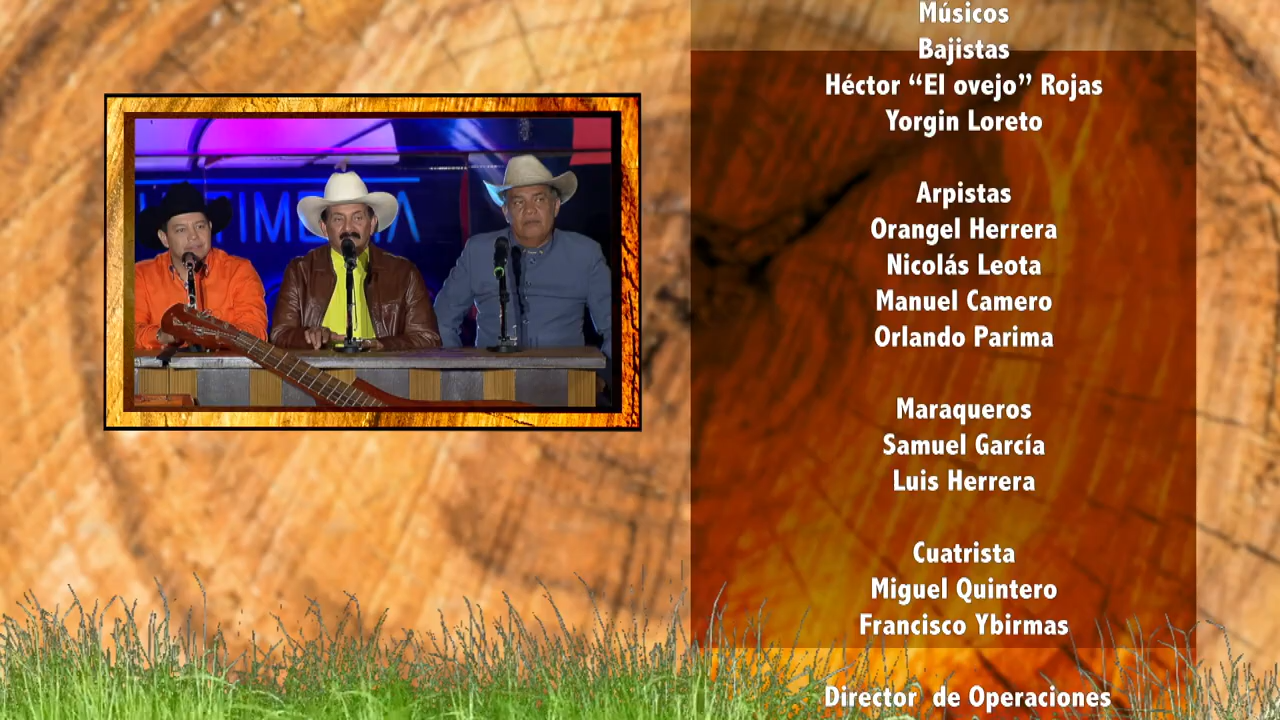 Músicos
Bajistas
Héctor “El ovejo” Rojas
Yorgin Loreto
Arpistas
Orangel Herrera
Nicolás Leota
Manuel Camero
Orlando Parima
Maraqueros
Samuel García
Luis Herrera
Cuatrista
Miguel Quintero
Francisco Ybirmas
Director de Operaciones